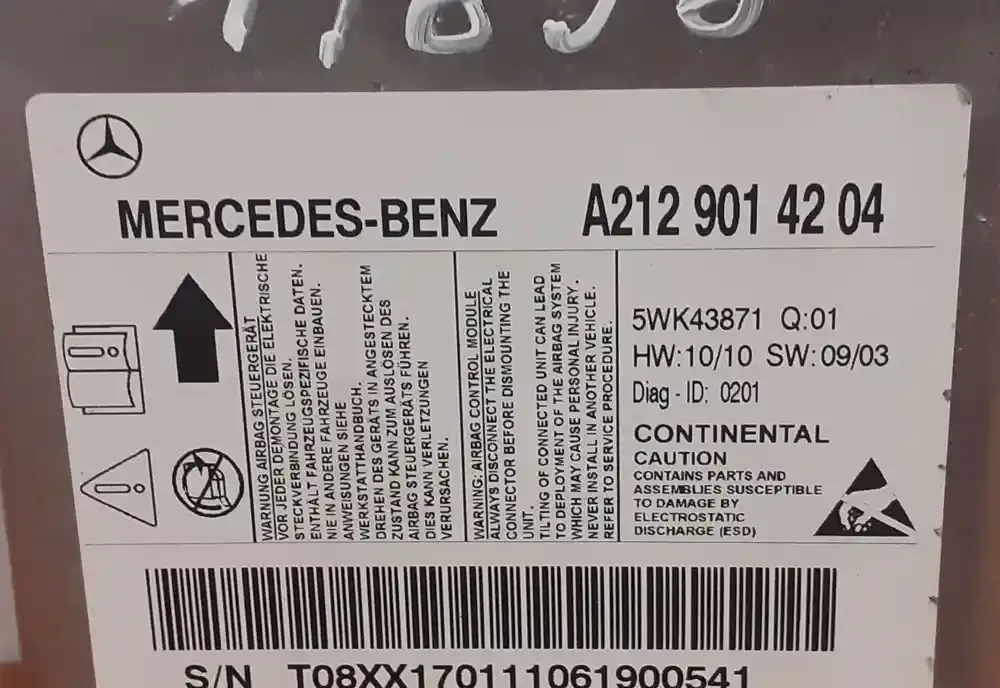 MERCEDES-BENZ
A212 901 42 04
WARNUNG AIRBAG STEUERGERÄT
VOR JEDER DEMONTAGE DIE ELEKTRISCHE
STECKVERBINDUNG LÖSEN.
ENTHÄLT FAHRZEUGSPEZIFISCHE DATEN.
NIE IN ANDERE FAHRZEUGE EINBAUEN.
ANWEISUNGEN SIEHE
WERKSTATTHANDBUCH.
DREHEN DES GERÄTS IN ANGESTECKTEM
ZUSTAND KANN ZUM AUSLÖSEN DES
AIRBAG STEUERGERÄTS FÜHREN.
DIES KANN VERLETZUNGEN
VERURSACHEN.
WARNING: AIRBAG CONTROL MODULE
ALWAYS DISCONNECT THE ELECTRICAL
CONNECTOR BEFORE DISMOUNTING THE
UNIT.
TILTING OF CONNECTED UNIT CAN LEAD
TO DEPLOYMENT OF THE AIRBAG SYSTEM
WHICH MAY CAUSE PERSONAL INJURY.
NEVER INSTALL IN ANOTHER VEHICLE.
REFER TO SERVICE PROCEDURE.
5WK43871 Q:01
HW:10/10 SW:09/03
Diag - ID: 0201
CONTINENTAL
CAUTION
CONTAINS PARTS AND
ASSEMBLIES SUSCEPTIBLE
TO DAMAGE BY
ELECTROSTATIC
DISCHARGE (ESD)
S/N T08XX170111061900541